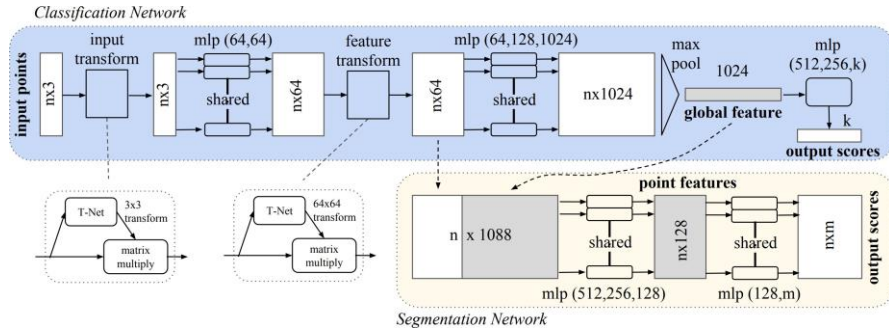 Classification Network
input points
nx3
input
transform
nx3
mlp (64,64)
shared
nx64
feature
transform
nx64
mlp (64,128,1024)
shared
nx1024
max
pool
1024
global feature
mlp
(512,256,k)
k
output scores
T-Net
3x3
transform
matrix
multiply
T-Net
64x64
transform
matrix
multiply
point features
n x 1088
shared
mlp (512,256,128)
nx128
shared
mlp (128,m)
nxm
output scores
Segmentation Network